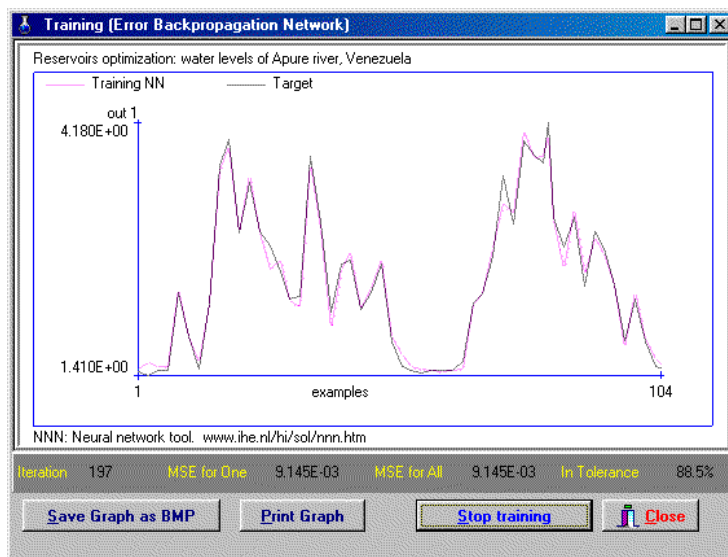 Training (Error Backpropagation Network)
Reservoirs optimization: water levels of Apure river, Venezuela
Training NN Target
out 1
4.180E+00
1.410E+00
1 examples 104
NNN: Neural network tool. www.ihe.nl/hi/sol/nnn.htm
Iteration 197 MSE for One 9.145E-03 MSE for All 9.145E-03 In Tolerance 88.5%
Save Graph as BMP Print Graph Stop training Close